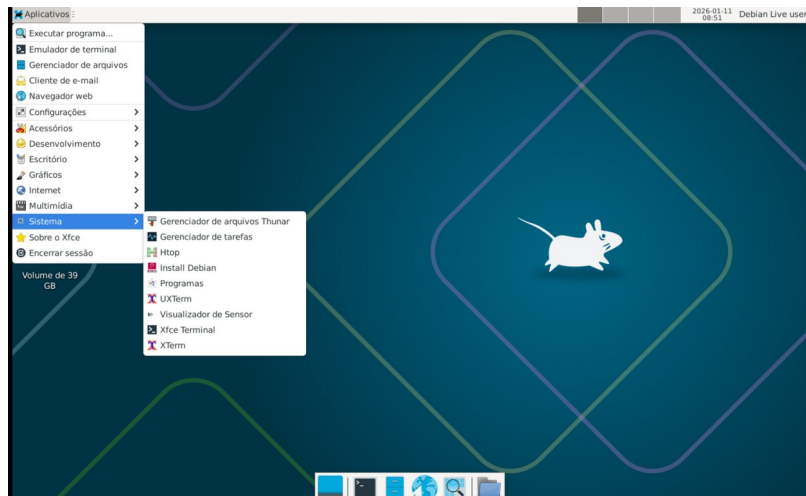 Aplicativos
2026-01-11
08:51
Debian Live user
Executar programa...
Emulador de terminal
Gerenciador de arquivos
Cliente de e-mail
Navegador web
Configurações
Acessórios
Desenvolvimento
Escritório
Gráficos
Internet
Multimídia
Sistema
Sobre o Xfce
Encerrar sessão
Gerenciador de arquivos Thunar
Gerenciador de tarefas
Htop
Install Debian
Programas
UXTerm
Visualizador de Sensor
Xfce Terminal
XTerm
Volume de 39
GB